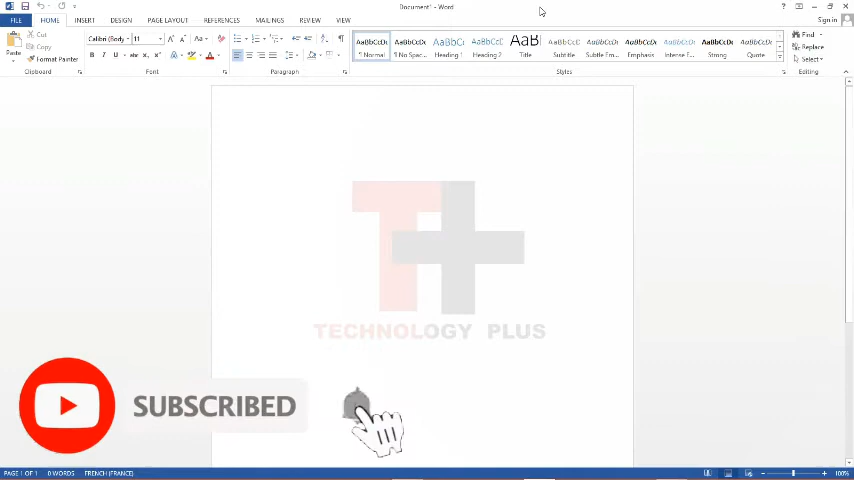 Document1 - Word
?
Sign in
FILE HOME INSERT DESIGN PAGE LAYOUT REFERENCES MAILINGS REVIEW VIEW
Paste
Cut
Copy
Format Painter
Clipboard
Calibri (Body 11
Font
Paragraph
AaBbCcDc
¶ Normal
AaBbCcDc
¶ No Spac...
AaBbC
Heading 1
AaBbCc
Heading 2
AaB
Title
AaBbCcD
Subtitle
AaBbCcDc
Subtle Em...
AaBbCcDc
Emphasis
AaBbCcDc
Intense E...
AaBbCcDc
Strong
AaBbCcDc
Quote
Styles
Find
Replace
Select
Editing
TECHNOLOGY PLUS
SUBSCRIBED
PAGE 1 OF 1 0 WORDS FRENCH (FRANCE)
100%